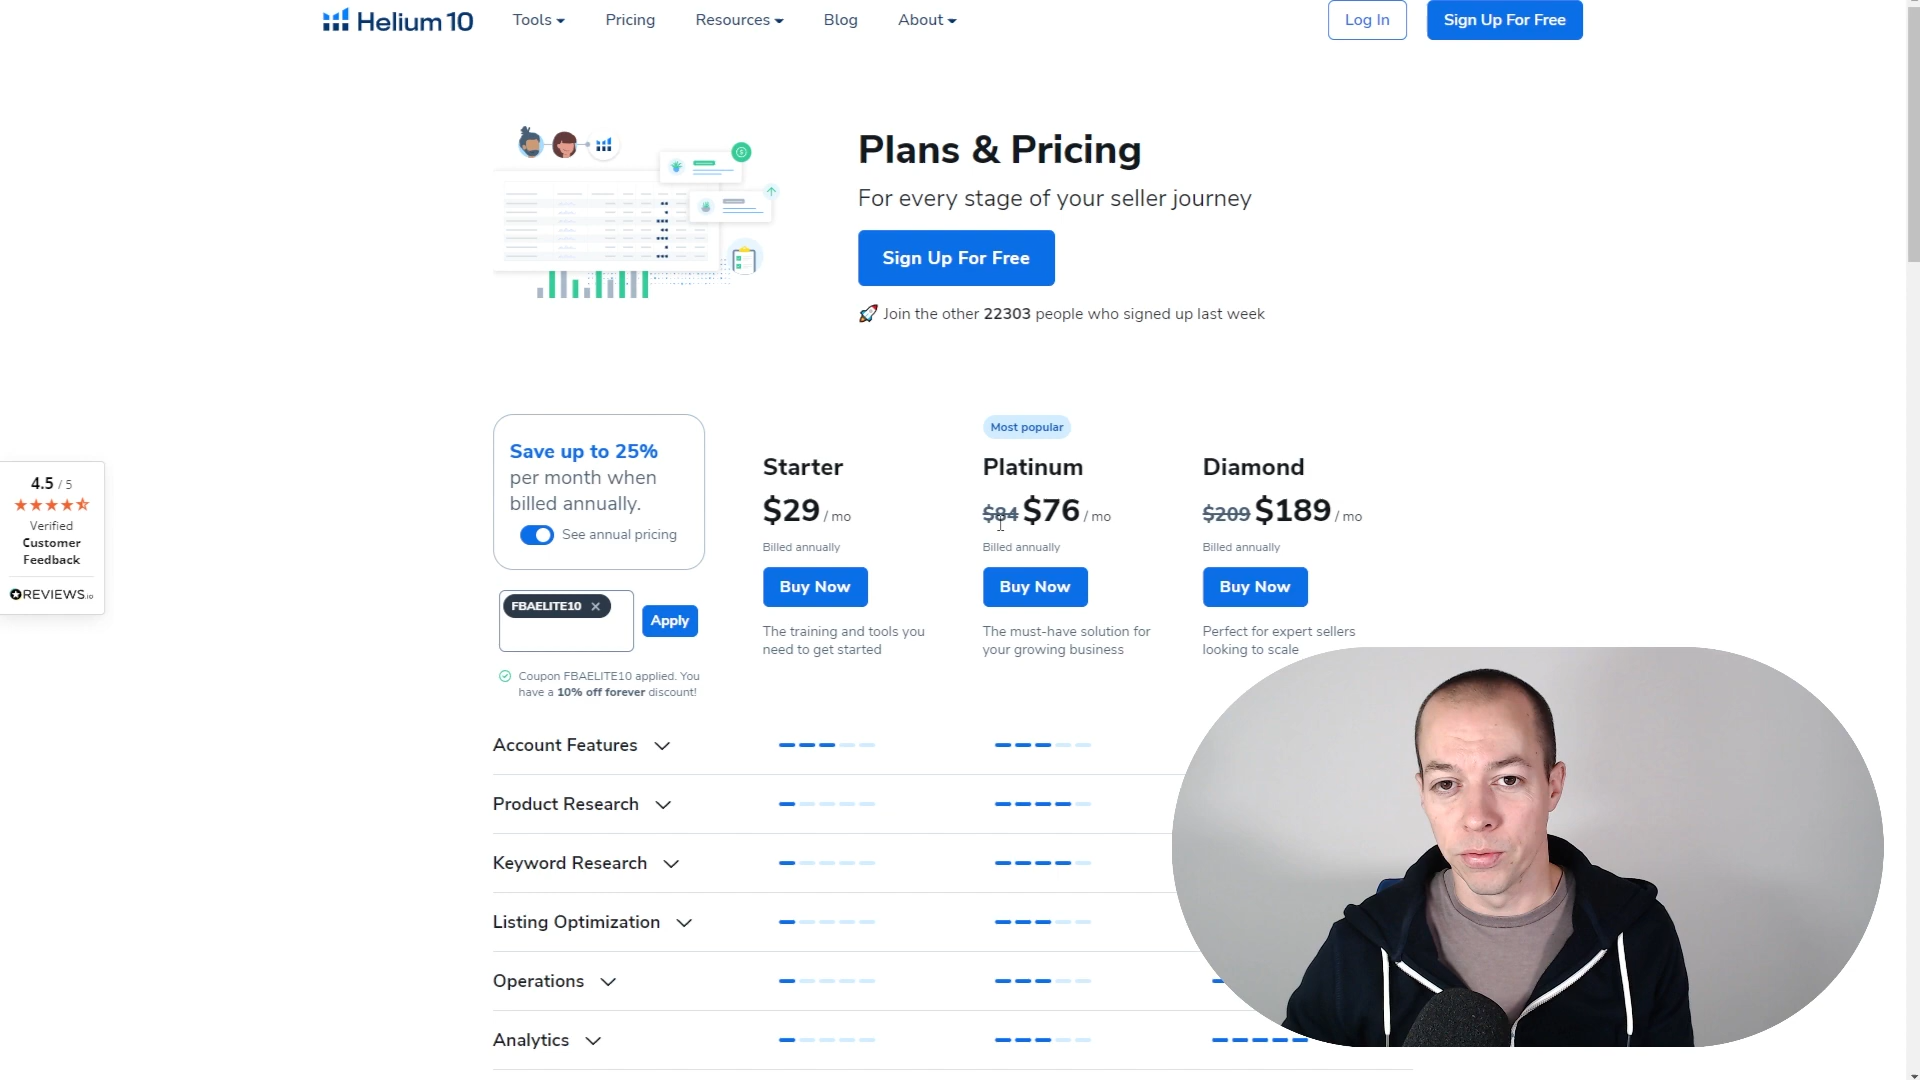 Helium 10
Tools
Pricing
Resources
Blog
About
Log In
Sign Up For Free
Plans & Pricing
For every stage of your seller journey
Sign Up For Free
Join the other 22303 people who signed up last week
Save up to 25%
per month when
billed annually.
See annual pricing
FBAELITE10
Apply
Coupon FBAELITE10 applied. You
have a 10% off forever discount!
Starter
$29 / mo
Billed annually
Buy Now
The training and tools you
need to get started
Most popular
Platinum
$84 $76 / mo
Billed annually
Buy Now
The must-have solution for
your growing business
Diamond
$209 $189 / mo
Billed annually
Buy Now
Perfect for expert sellers
looking to scale
4.5 / 5
Verified
Customer
Feedback
REVIEWS.io
Account Features
Product Research
Keyword Research
Listing Optimization
Operations
Analytics